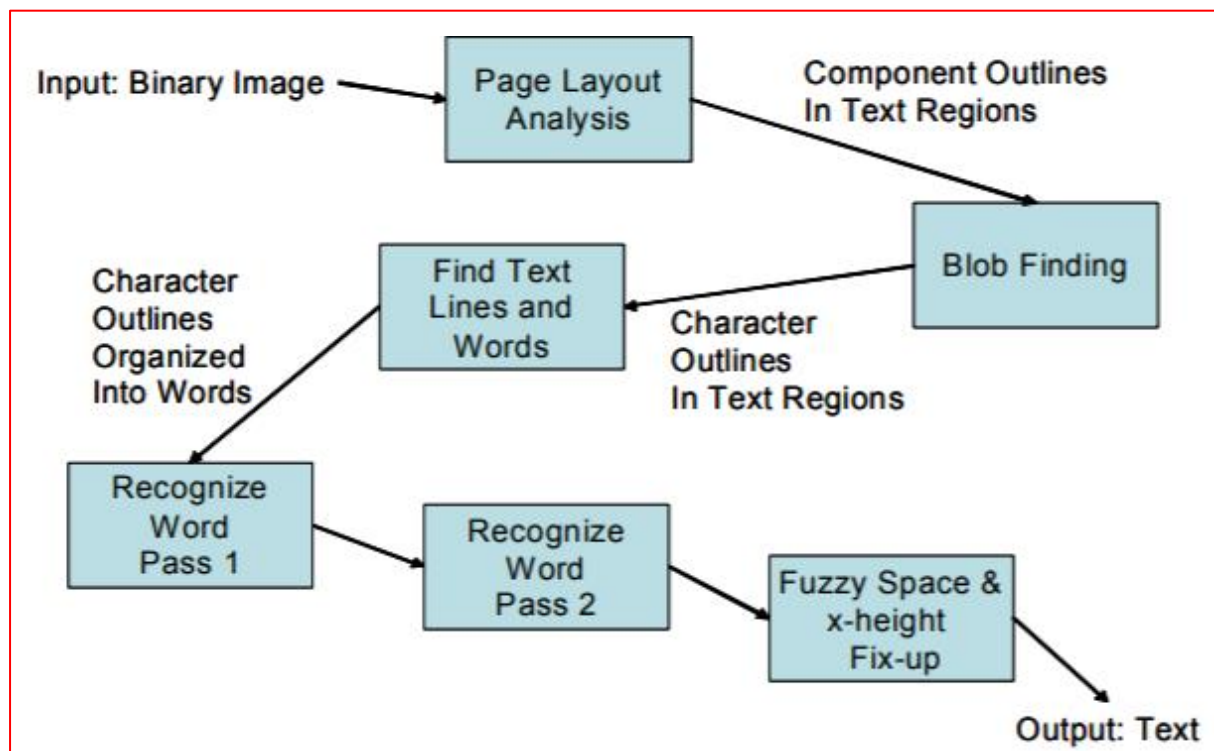 Input: Binary Image
Page Layout
Analysis
Component Outlines
In Text Regions
Blob Finding
Character
Outlines
In Text Regions
Find Text
Lines and
Words
Character
Outlines
Organized
Into Words
Recognize
Word
Pass 1
Recognize
Word
Pass 2
Fuzzy Space &
x-height
Fix-up
Output: Text